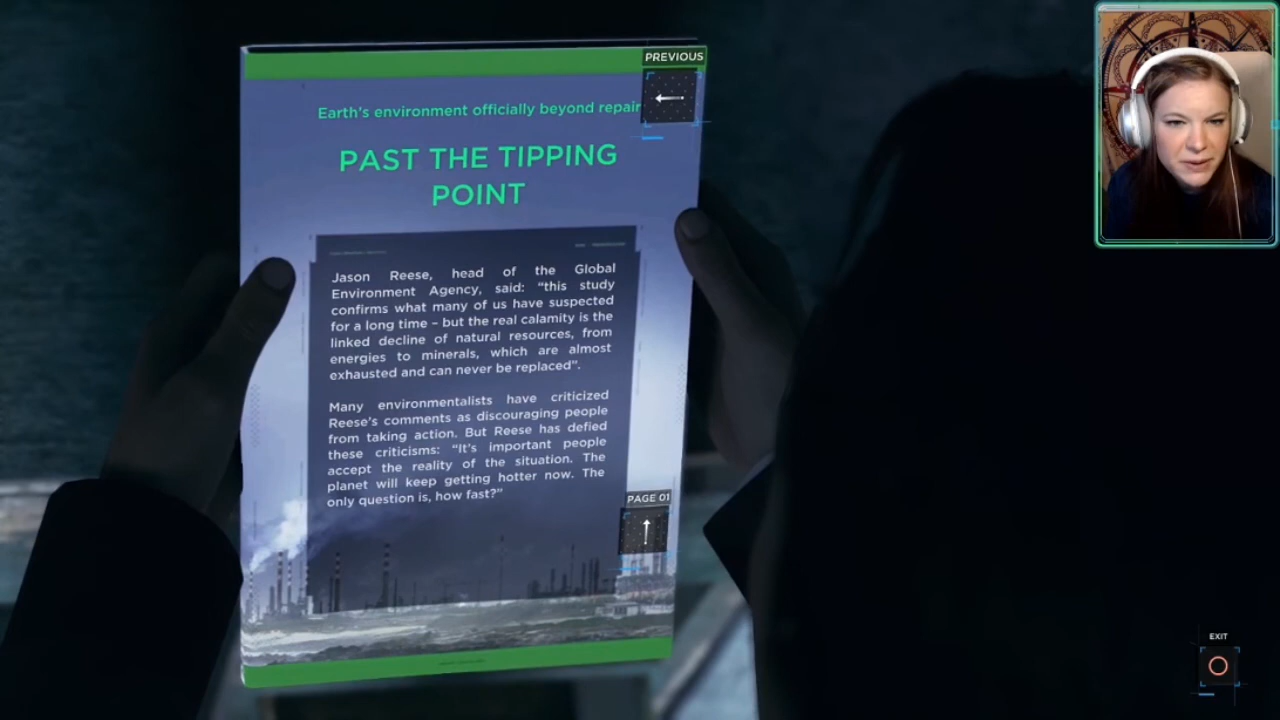 PREVIOUS
Earth's environment officially beyond repair
PAST THE TIPPING
POINT
Jason Reese, head of the Global
Environment Agency, said: “this study
confirms what many of us have suspected
for a long time – but the real calamity is the
linked decline of natural resources, from
energies to minerals, which are almost
exhausted and can never be replaced”.
Many environmentalists have criticized
Reese's comments as discouraging people
from taking action. But Reese has defied
these criticisms: “It's important people
accept the reality of the situation. The
planet will keep getting hotter now. The
only question is, how fast?”
PAGE 01
EXIT